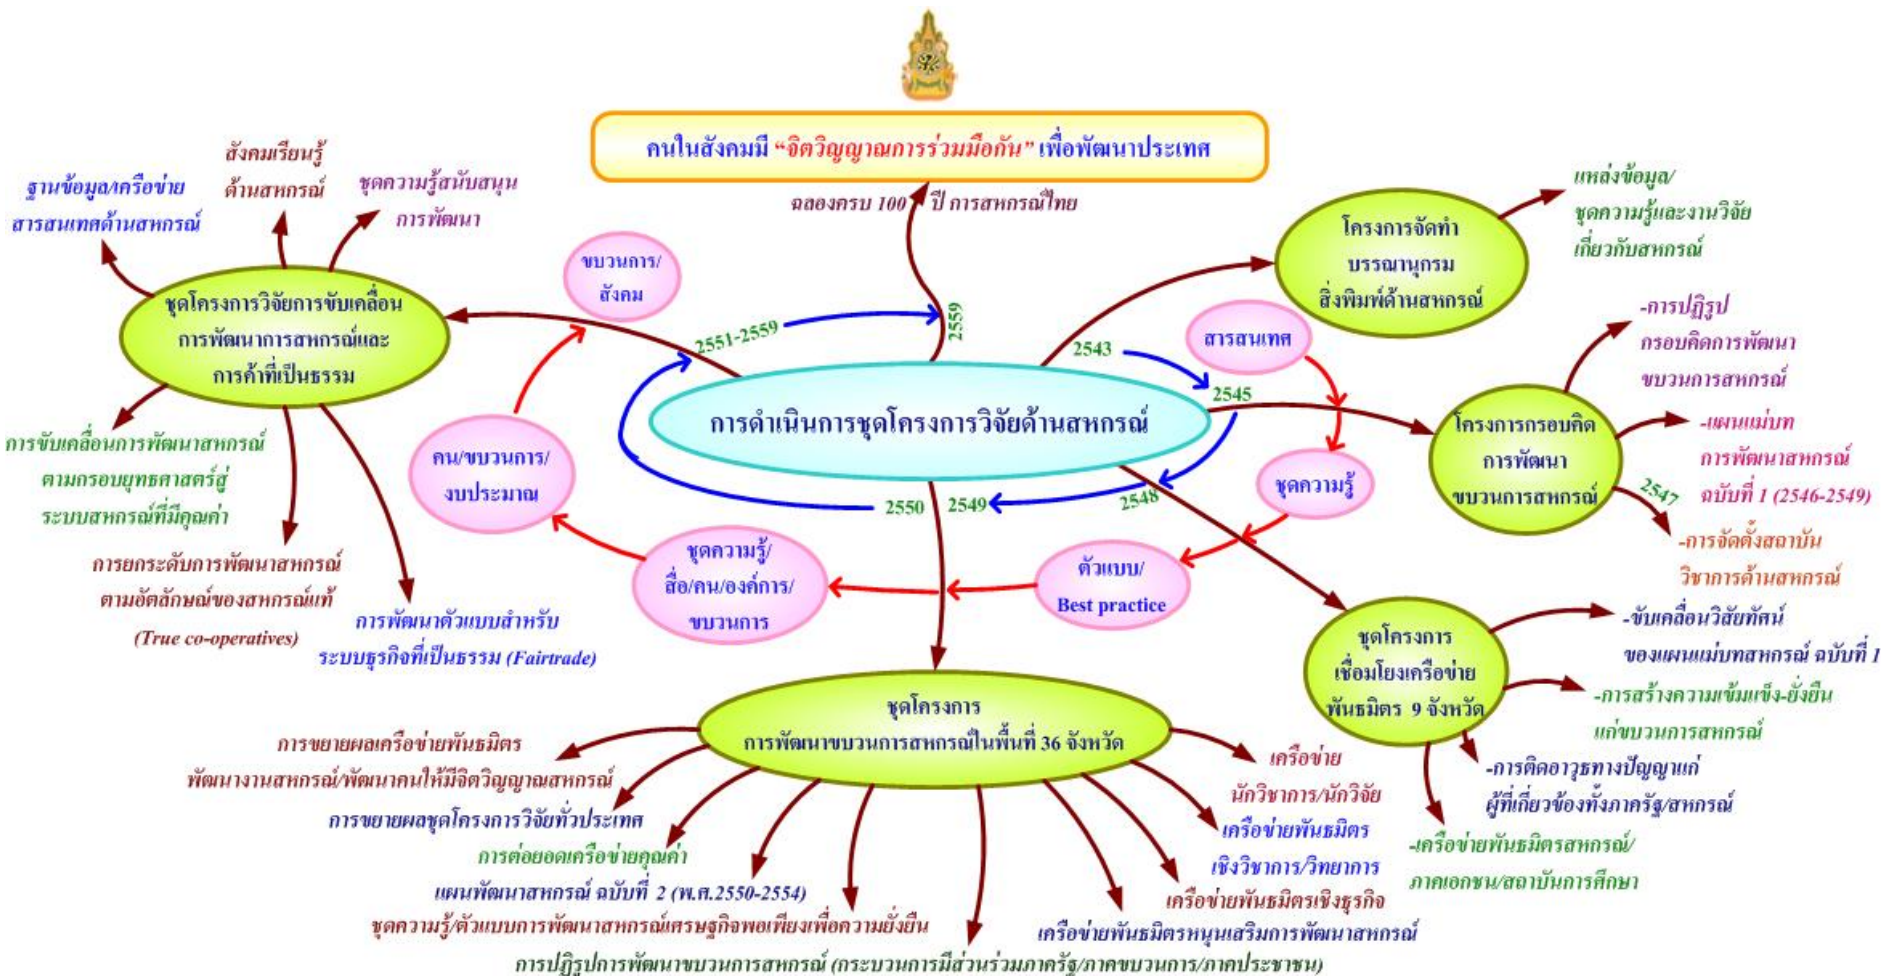 คนในสังคมมี “จิตวิญญาณการร่วมมือกัน” เพื่อพัฒนาประเทศ
ฉลองครบ 100 ปี การสหกรณ์ไทย
ฐานข้อมูล/เครือข่าย
สารสนเทศด้านสหกรณ์
สังคมเรียนรู้
ด้านสหกรณ์
ชุดความรู้สนับสนุน
การพัฒนา
ชุดโครงการวิจัยการขับเคลื่อน
การพัฒนาการสหกรณ์และ
การค้าที่เป็นธรรม
การขับเคลื่อนการพัฒนาสหกรณ์
ตามกรอบยุทธศาสตร์สู่
ระบบสหกรณ์ที่มีคุณค่า
การยกระดับการพัฒนาสหกรณ์
ตามอัตลักษณ์ของสหกรณ์แท้
(True co-operatives)
การพัฒนาตัวแบบสำหรับ
ระบบธุรกิจที่เป็นธรรม (Fairtrade)
ขบวนการ/
สังคม
2551-2559
2559
2543
2545
สารสนเทศ
การดำเนินการชุดโครงการวิจัยด้านสหกรณ์
คน/ขบวนการ/
งบประมาณ
2550
2549
2548
ชุดความรู้
ชุดความรู้/
สื่อ/คน/องค์การ/
ขบวนการ
ตัวแบบ/
Best practice
โครงการจัดทำ
บรรณานุกรม
สิ่งพิมพ์ด้านสหกรณ์
แหล่งข้อมูล/
ชุดความรู้และงานวิจัย
เกี่ยวกับสหกรณ์
โครงการกรอบคิด
การพัฒนา
ขบวนการสหกรณ์
-การปฏิรูป
กรอบคิดการพัฒนา
ขบวนการสหกรณ์
-แผนแม่บท
การพัฒนาสหกรณ์
ฉบับที่ 1 (2546-2549)
2547
-การจัดตั้งสถาบัน
วิชาการด้านสหกรณ์
ชุดโครงการ
เชื่อมโยงเครือข่าย
พันธมิตร 9 จังหวัด
-ขับเคลื่อนวิสัยทัศน์
ของแผนแม่บทสหกรณ์ ฉบับที่ 1
-การสร้างความเข้มแข็ง-ยั่งยืน
แก่ขบวนการสหกรณ์
-การติดอาวุธทางปัญญาแก่
ผู้ที่เกี่ยวข้องทั้งภาครัฐ/สหกรณ์
-เครือข่ายพันธมิตรสหกรณ์/
ภาคเอกชน/สถาบันการศึกษา
ชุดโครงการ
การพัฒนาขบวนการสหกรณ์ในพื้นที่ 36 จังหวัด
การขยายผลเครือข่ายพันธมิตร
พัฒนางานสหกรณ์/พัฒนาคนให้มีจิตวิญญาณสหกรณ์
การขยายผลชุดโครงการวิจัยทั่วประเทศ
การต่อยอดเครือข่ายคุณค่า
แผนพัฒนาสหกรณ์ ฉบับที่ 2 (พ.ศ.2550-2554)
ชุดความรู้/ตัวแบบการพัฒนาสหกรณ์เศรษฐกิจพอเพียงเพื่อความยั่งยืน
การปฏิรูปการพัฒนาขบวนการสหกรณ์ (กระบวนการมีส่วนร่วมภาครัฐ/ภาคขบวนการ/ภาคประชาชน)
เครือข่าย
นักวิชาการ/นักวิจัย
เครือข่ายพันธมิตร
เชิงวิชาการ/วิทยาการ
เครือข่ายพันธมิตรเชิงธุรกิจ
เครือข่ายพันธมิตรหนุนเสริมการพัฒนาสหกรณ์